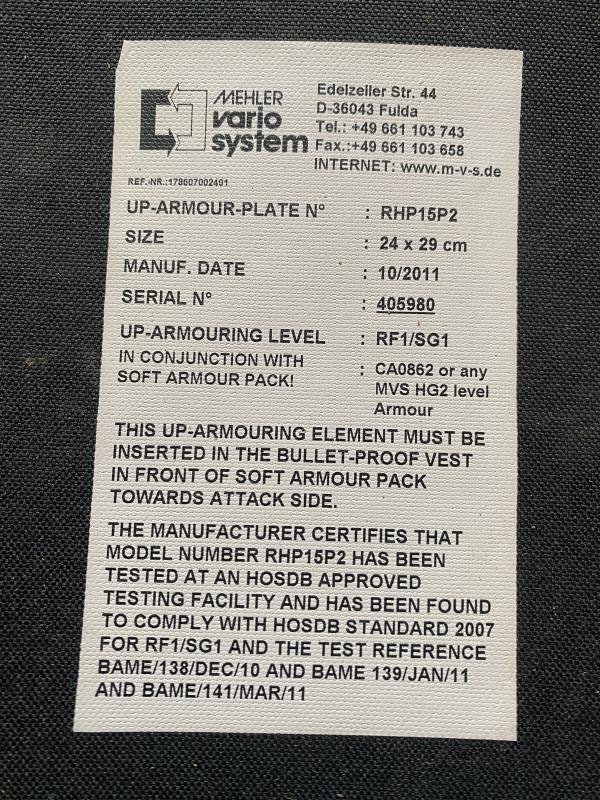 MEHLER
vario
system
Edelzeller Str. 44
D-36043 Fulda
Tel.: +49 661 103 743
Fax.:+49 661 103 658
INTERNET: www.m-v-s.de
REF.-NR.:178607002401
UP-ARMOUR-PLATE N° : RHP15P2
SIZE : 24 x 29 cm
MANUF. DATE : 10/2011
SERIAL N° : 405980
UP-ARMOURING LEVEL : RF1/SG1
IN CONJUNCTION WITH : CA0862 or any
SOFT ARMOUR PACK! MVS HG2 level
Armour
THIS UP-ARMOURING ELEMENT MUST BE
INSERTED IN THE BULLET-PROOF VEST
IN FRONT OF SOFT ARMOUR PACK
TOWARDS ATTACK SIDE.
THE MANUFACTURER CERTIFIES THAT
MODEL NUMBER RHP15P2 HAS BEEN
TESTED AT AN HOSDB APPROVED
TESTING FACILITY AND HAS BEEN FOUND
TO COMPLY WITH HOSDB STANDARD 2007
FOR RF1/SG1 AND THE TEST REFERENCE
BAME/138/DEC/10 AND BAME 139/JAN/11
AND BAME/141/MAR/11